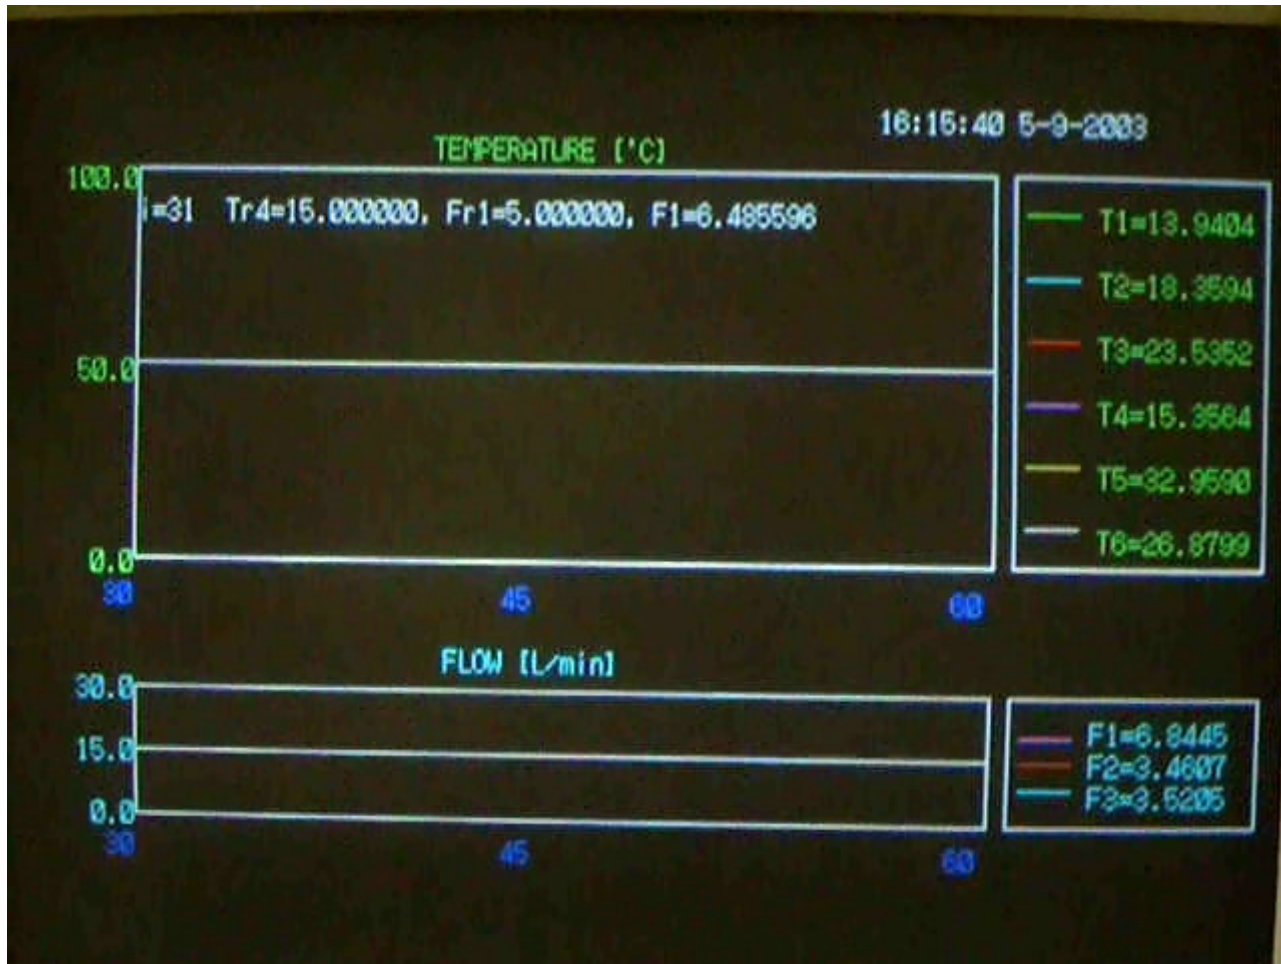 16:15:40 5-9-2003
TEMPERATURE [°C]
100.0
i=31 Tr4=15.000000, Fr1=5.000000, F1=6.485596
T1=13.9404
T2=18.3594
T3=23.5352
50.0
T4=15.3564
T5=32.9590
T6=26.8799
0.0
30 45 60
FLOW [L/min]
30.0
F1=6.8445
15.0
F2=3.4607
F3=3.5205
0.0
30 45 60